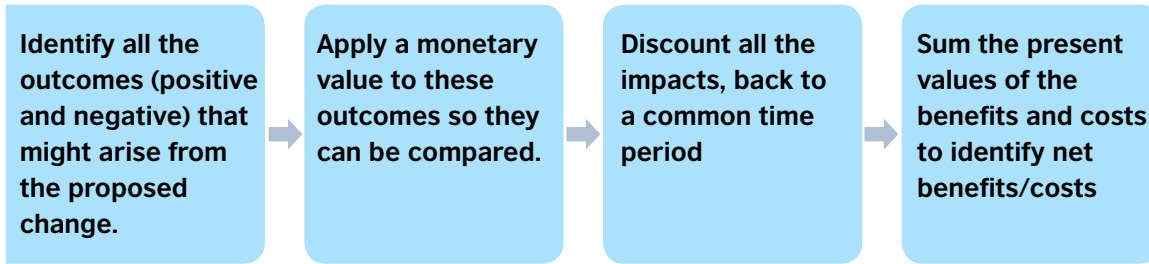 Identify all the
outcomes (positive
and negative) that
might arise from
the proposed
change.
Apply a monetary
value to these
outcomes so they
can be compared.
Discount all the
impacts, back to
a common time
period
Sum the present
values of the
benefits and costs
to identify net
benefits/costs